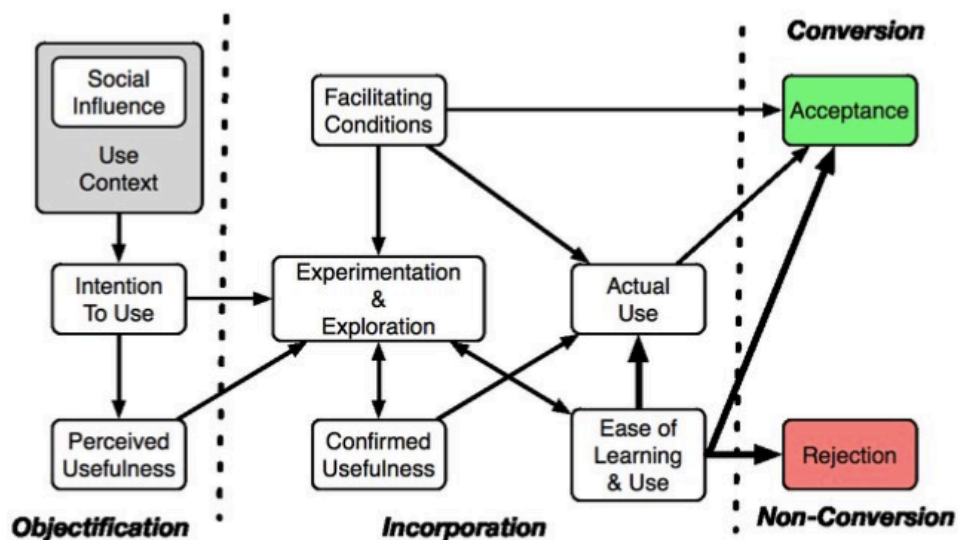 Conversion
Social
Influence
Use
Context
Facilitating
Conditions
Acceptance
Intention
To Use
Experimentation
&
Exploration
Actual
Use
Perceived
Usefulness
Confirmed
Usefulness
Ease of
Learning
& Use
Rejection
Objectification
Incorporation
Non-Conversion